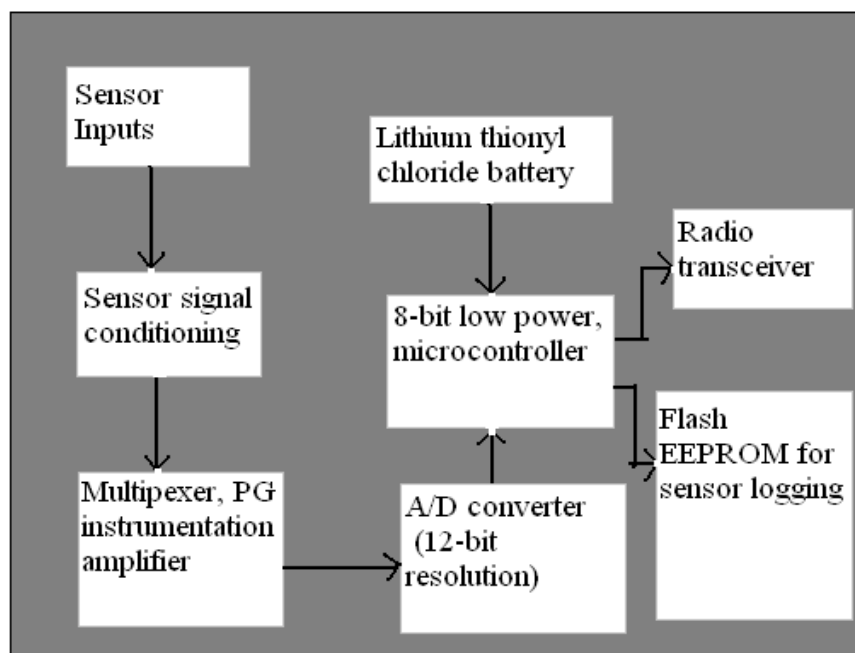 Sensor
Inputs
Lithium thionyl
chloride battery
Radio
transceiver
Sensor signal
conditioning
8-bit low power,
microcontroller
Flash
EEPROM for
sensor logging
Multipexer, PG
instrumentation
amplifier
A/D converter
(12-bit
resolution)